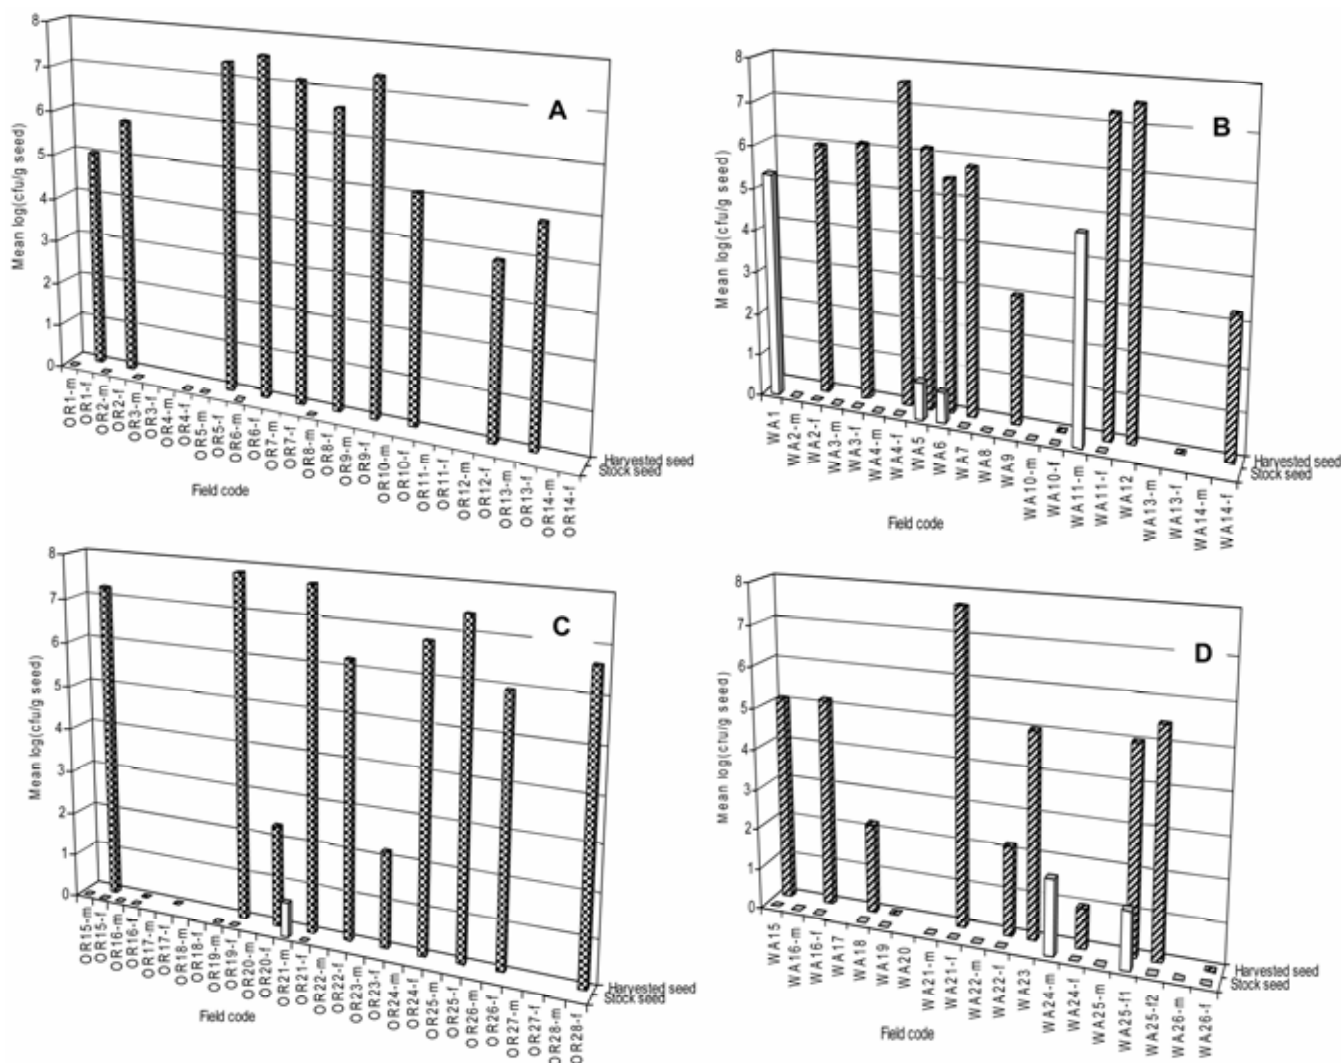 A
Mean log(cfu/g seed)
8
7
6
5
4
3
2
1
0
OR1-m
OR1-f
OR2-m
OR2-f
OR3-m
OR3-f
OR4-m
OR4-f
OR5-m
OR5-f
OR6-m
OR6-f
OR7-m
OR7-f
OR8-m
OR8-f
OR9-m
OR9-f
OR10-m
OR10-f
OR11-m
OR11-f
OR12-m
OR12-f
OR13-m
OR13-f
OR14-m
OR14-f
Harvested seed
Stock seed
Field code
B
Mean log(cfu/g seed)
8
7
6
5
4
3
2
1
0
WA1
WA2-m
WA2-f
WA3-m
WA3-f
WA4-m
WA4-f
WA5
WA6
WA7
WA8
WA9
WA10-m
WA10-f
WA11-m
WA11-f
WA12
WA13-m
WA13-f
WA14-m
WA14-f
Harvested seed
Stock seed
Field code
C
Mean log(cfu/g seed)
8
7
6
5
4
3
2
1
0
OR15-m
OR15-f
OR16-m
OR16-f
OR17-m
OR17-f
OR18-m
OR18-f
OR19-m
OR19-f
OR20-m
OR20-f
OR21-m
OR21-f
OR22-m
OR22-f
OR23-m
OR23-f
OR24-m
OR24-f
OR25-m
OR25-f
OR26-m
OR26-f
OR27-m
OR27-f
OR28-m
OR28-f
Harvested seed
Stock seed
Field code
D
Mean log(cfu/g seed)
8
7
6
5
4
3
2
1
0
WA15
WA16-m
WA16-f
WA17
WA18
WA19
WA20
WA21-m
WA21-f
WA22-m
WA22-f
WA23
WA24-m
WA24-f
WA25-m
WA25-f1
WA25-f2
WA26-m
WA26-f
Harvested seed
Stock seed
Field code